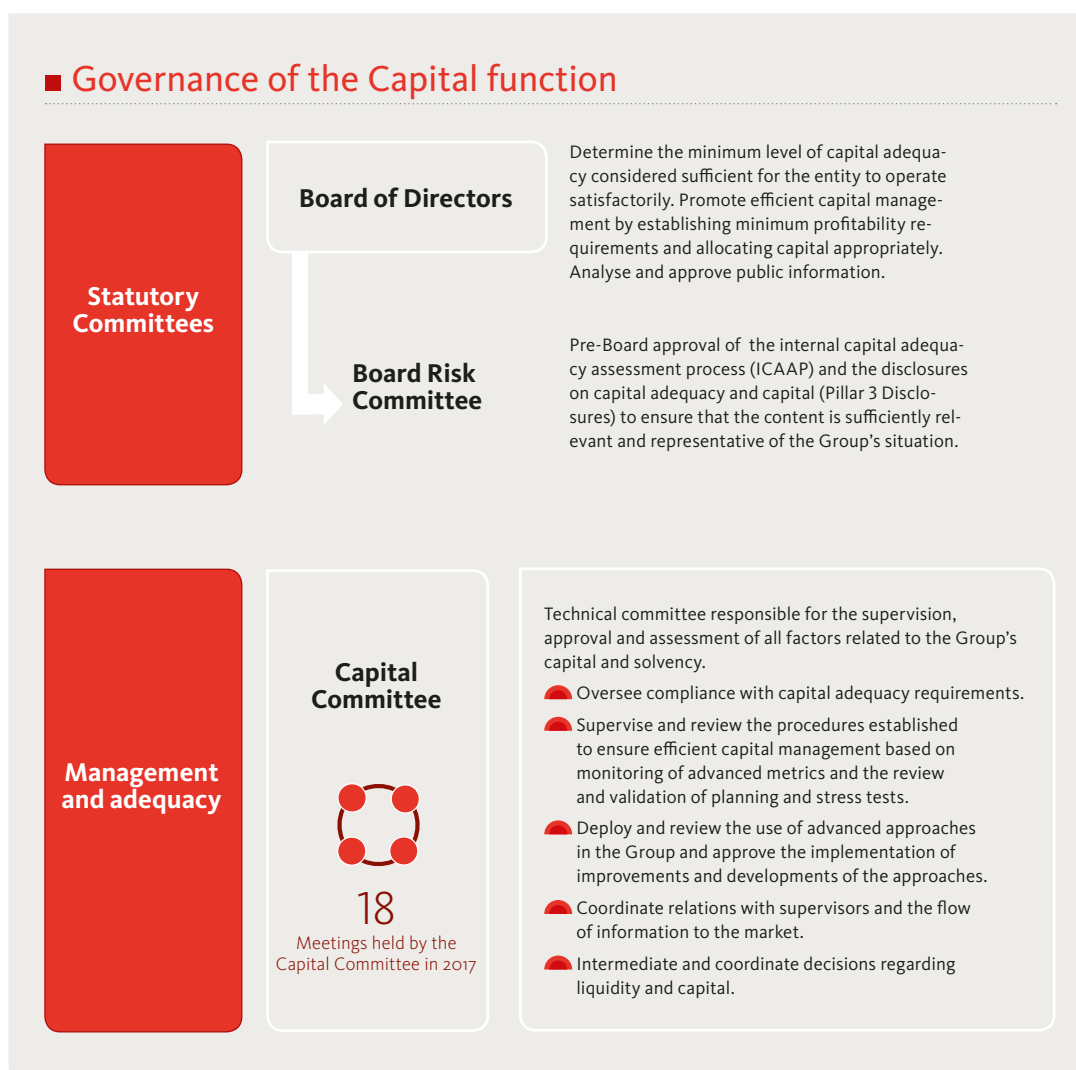 Governance of the Capital function
Statutory
Committees
Board of Directors
Determine the minimum level of capital adequa-
cy considered sufficient for the entity to operate
satisfactorily. Promote efficient capital manage-
ment by establishing minimum profitability re-
quirements and allocating capital appropriately.
Analyse and approve public information.
Board Risk
Committee
Pre-Board approval of  the internal capital adequa-
cy assessment process (ICAAP) and the disclosures
on capital adequacy and capital (Pillar 3 Disclo-
sures) to ensure that the content is sufficiently rel-
evant and representative of the Group's situation.
Management
and adequacy
Capital
Committee
18
Meetings held by the
Capital Committee in 2017
Technical committee responsible for the supervision,
approval and assessment of all factors related to the Group's
capital and solvency.
Oversee compliance with capital adequacy requirements.
Supervise and review the procedures established
to ensure efficient capital management based on
monitoring of advanced metrics and the review
and validation of planning and stress tests.
Deploy and review the use of advanced approaches
in the Group and approve the implementation of
improvements and developments of the approaches.
Coordinate relations with supervisors and the flow
of information to the market.
Intermediate and coordinate decisions regarding
liquidity and capital.